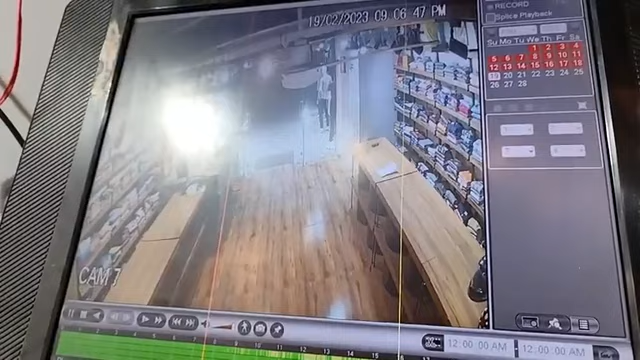 RECORD
19/02/2023 09 06 47 PM
Splice Playback
Su Mo Tu We Th Fr Sa
1 2 3 4
5 6 7 8 9 10 11
12 13 14 15 16 17 18
19 20 21 22 23 24 25
26 27 28
CAM 7
12 :00 :00 AM - 12 :00 :00 AM